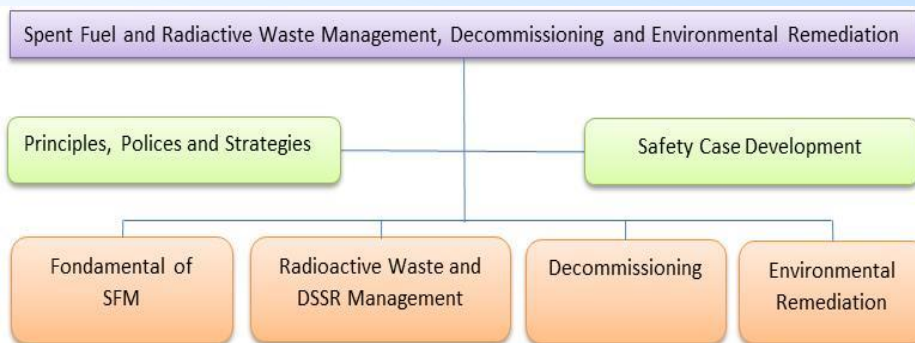 Spent Fuel and Radiactive Waste Management, Decommissioning and Environmental Remediation
Principles, Polices and Strategies
Safety Case Development
Fondamental of
SFM
Radioactive Waste and
DSSR Management
Decommissioning
Environmental
Remediation